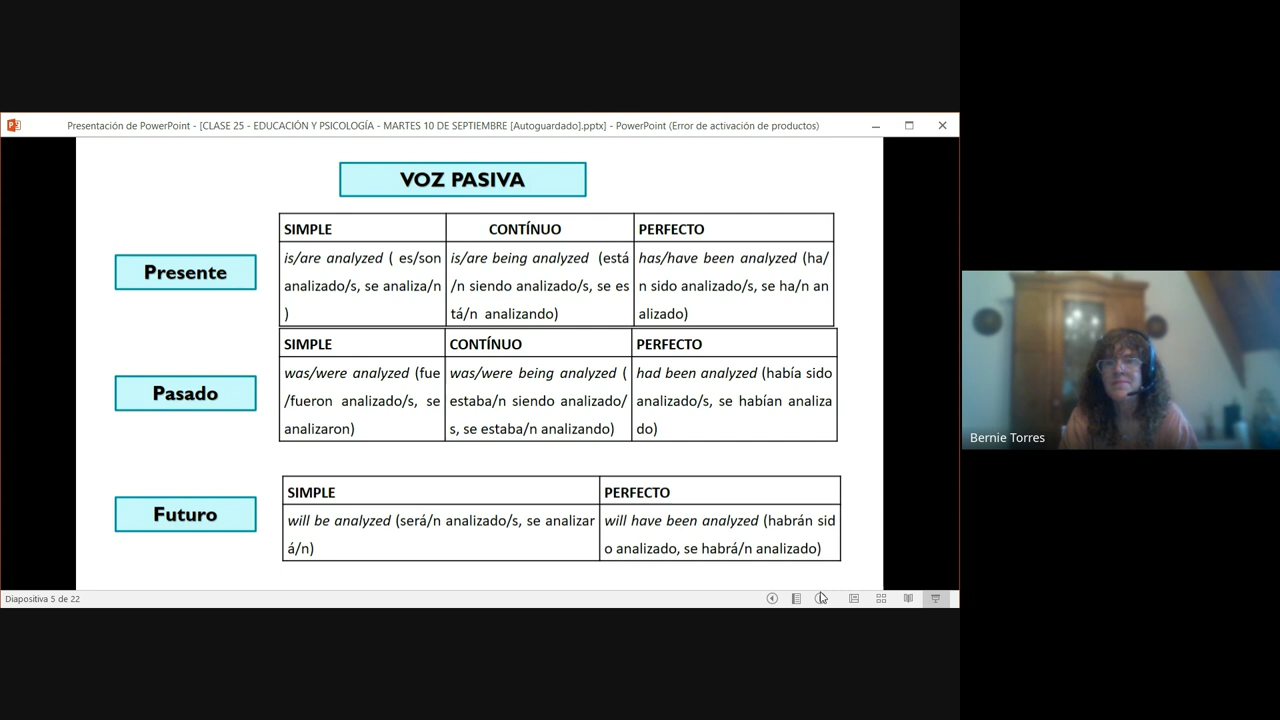 Presentación de PowerPoint - [CLASE 25 - EDUCACIÓN Y PSICOLOGÍA - MARTES 10 DE SEPTIEMBRE [Autoguardado].pptx] - PowerPoint (Error de activación de productos)
VOZ PASIVA
Presente
SIMPLE
is/are analyzed ( es/son
analizado/s, se analiza/n
)
CONTÍNUO
is/are being analyzed (está
/n siendo analizado/s, se es
tá/n analizando)
PERFECTO
has/have been analyzed (ha/
n sido analizado/s, se ha/n an
alizado)
Pasado
SIMPLE
was/were analyzed (fue
/fueron analizado/s, se
analizaron)
CONTÍNUO
was/were being analyzed (
estaba/n siendo analizado/
s, se estaba/n analizando)
PERFECTO
had been analyzed (había sido
analizado/s, se habían analiza
do)
Futuro
SIMPLE
will be analyzed (será/n analizado/s, se analizar
á/n)
PERFECTO
will have been analyzed (habrán sid
o analizado, se habrá/n analizado)
Diapositiva 5 de 22
Bernie Torres